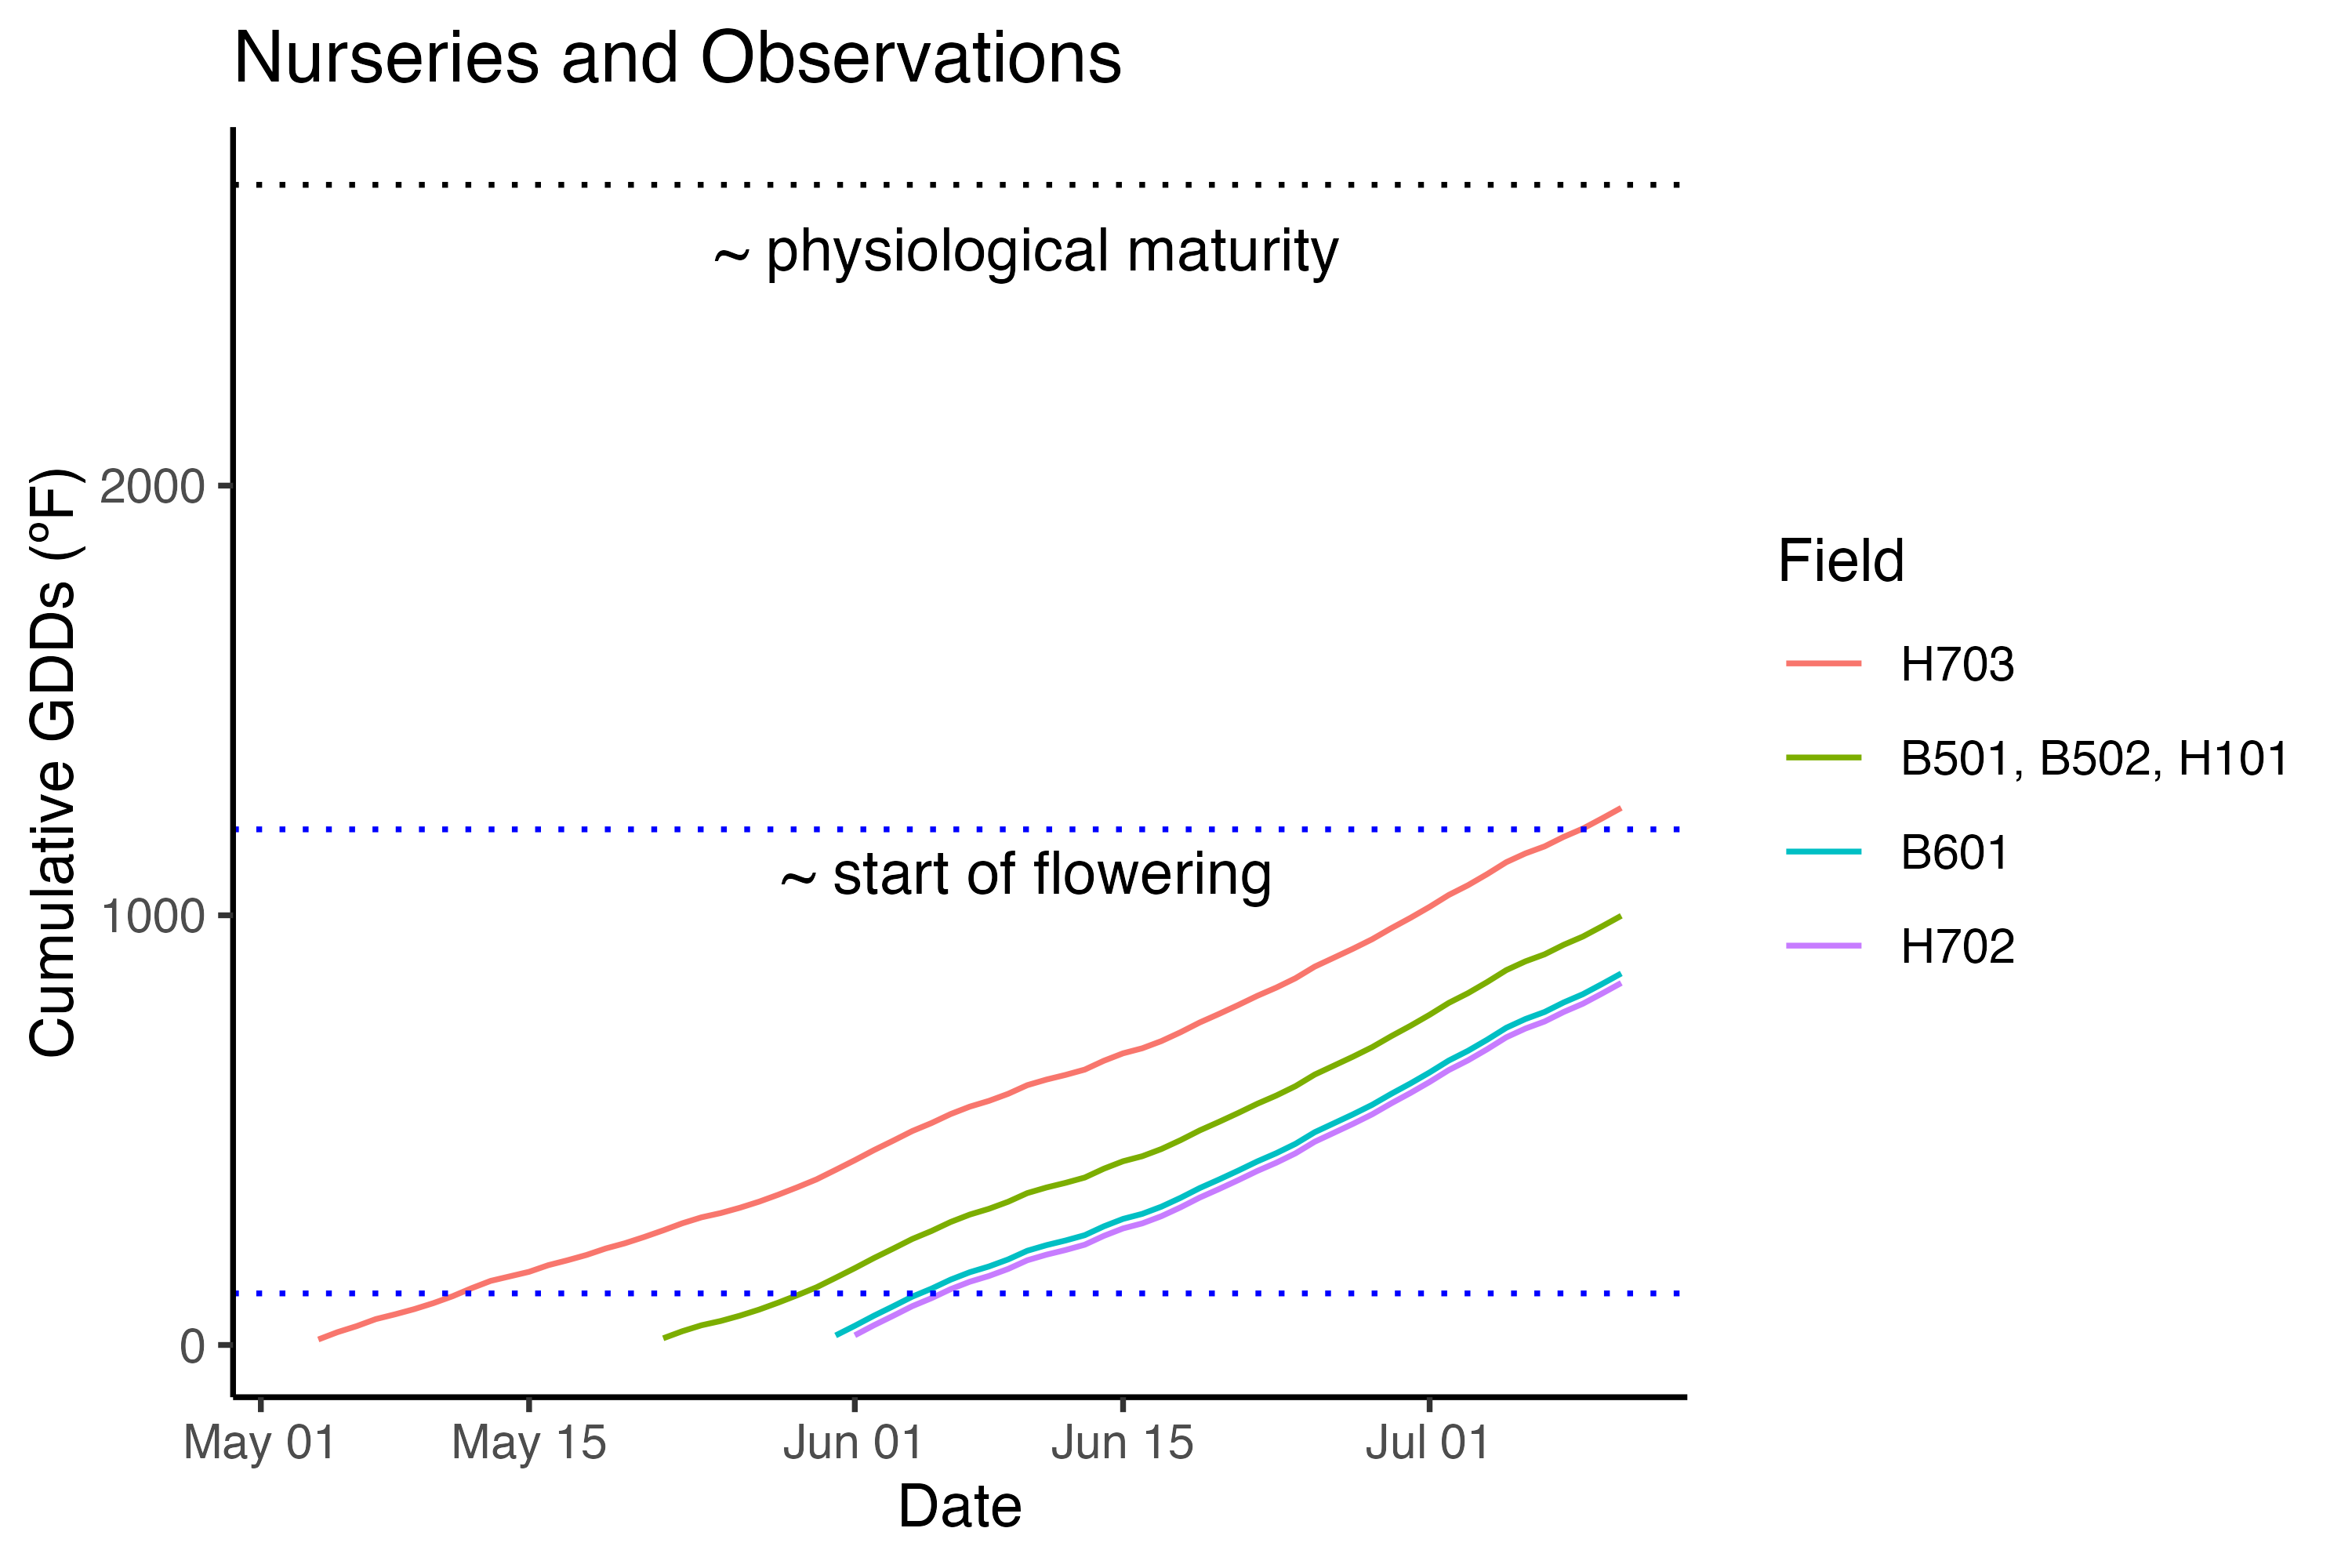 Nurseries and Observations
~ physiological maturity
~ start of flowering
Cumulative GDDs (ºF)
2000
1000
0
May 01
May 15
Jun 01
Jun 15
Jul 01
Date
Field
H703
B501, B502, H101
B601
H702